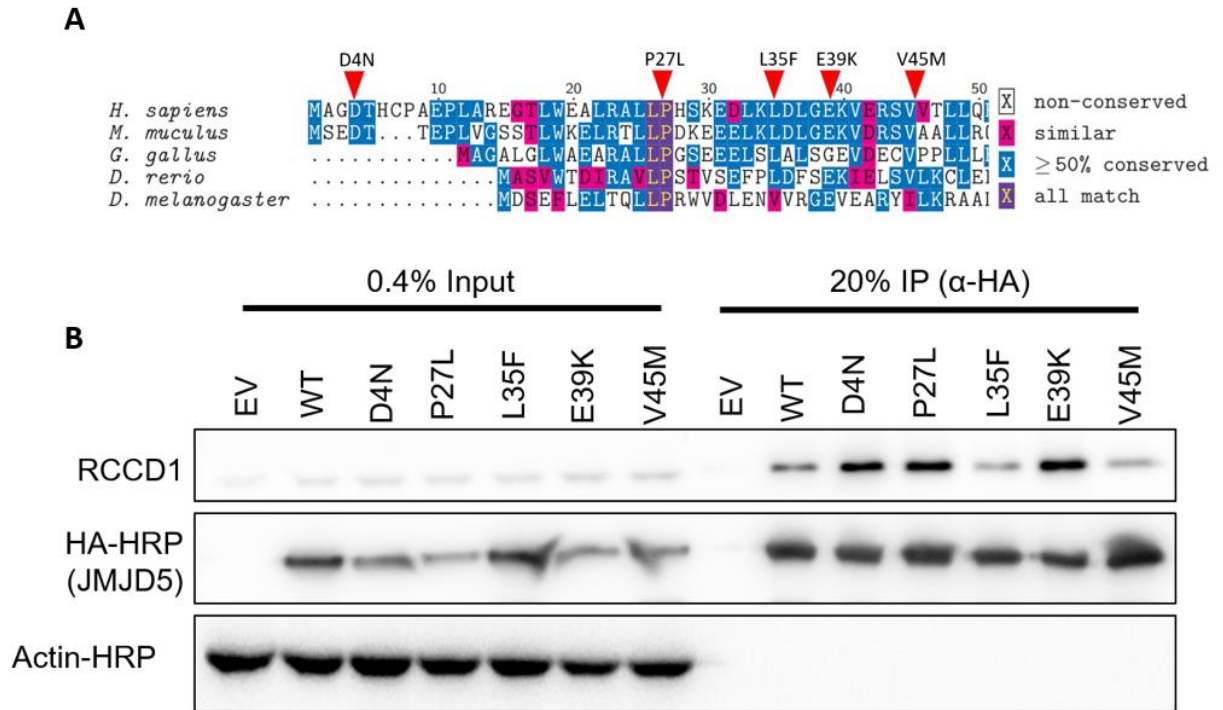 A
D4N P27L L35F E39K V45M
10 20 30 40 50
H. sapiens MAGDTHCPAEPLAREGTLWEALRALLPHSKEDLKLDLGEKVERSVVTLLQ
M. muculus MSEDT...TEPLVGSSTLWKELRTLLPDKEEELKLDLGEKVDRSVAALLR
G. gallus ...........MAGALGLWAEARALLPGSEEELSLALSGEVDECVPPLLL
D. rerio ..............MASVWTDIRAVLPSTVSEFPLDFSEKIELSVLKCLE
D. melanogaster ..............MDSEFLELTQLLPRWVDLENVVRGEVEARYILKRAA
X non-conserved
X similar
X ≥50% conserved
X all match
B
0.4% Input 20% IP (α-HA)
EV WT D4N P27L L35F E39K V45M EV WT D4N P27L L35F E39K V45M
RCCD1
HA-HRP
(JMJD5)
Actin-HRP